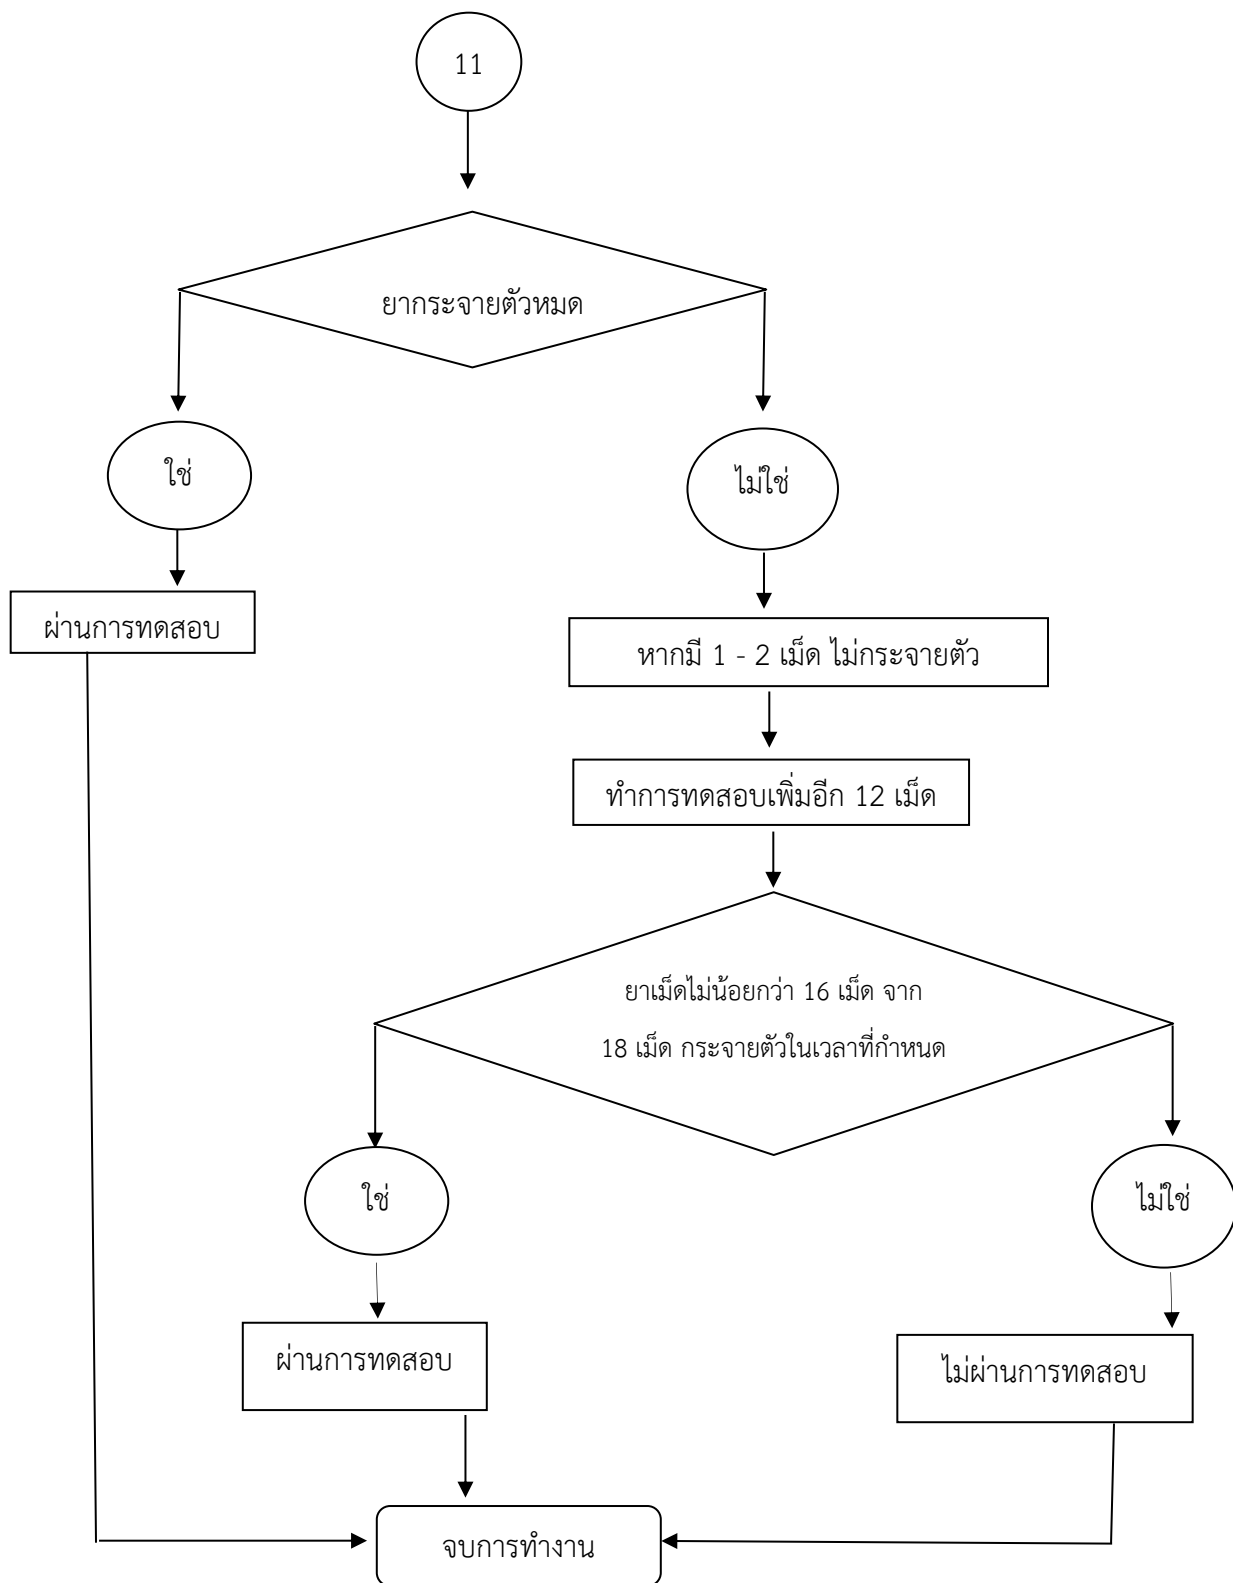 11
ยากระจายตัวหมด
ใช่
ไม่ใช่
ผ่านการทดสอบ
หากมี 1 - 2 เม็ด ไม่กระจายตัว
ทำการทดสอบเพิ่มอีก 12 เม็ด
ยาเม็ดไม่น้อยกว่า 16 เม็ด จาก
18 เม็ด กระจายตัวในเวลาที่กำหนด
ใช่
ไม่ใช่
ผ่านการทดสอบ
ไม่ผ่านการทดสอบ
จบการทำงาน